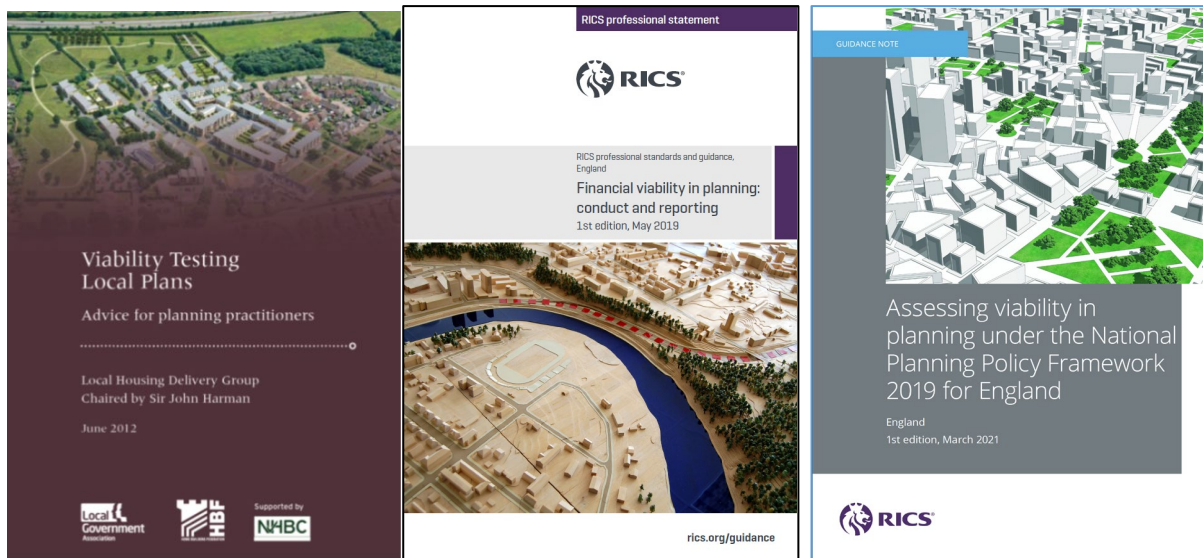 Viability Testing
Local Plans
Advice for planning practitioners
Local Housing Delivery Group
Chaired by Sir John Harman
June 2012
Local
Government
Association
HBF
Supported by
NHBC
RICS professional statement
RICS
RICS professional standards and guidance,
England
Financial viability in planning:
conduct and reporting
1st edition, May 2019
rics.org/guidance
GUIDANCE NOTE
Assessing viability in
planning under the National
Planning Policy Framework
2019 for England
England
1st edition, March 2021
RICS